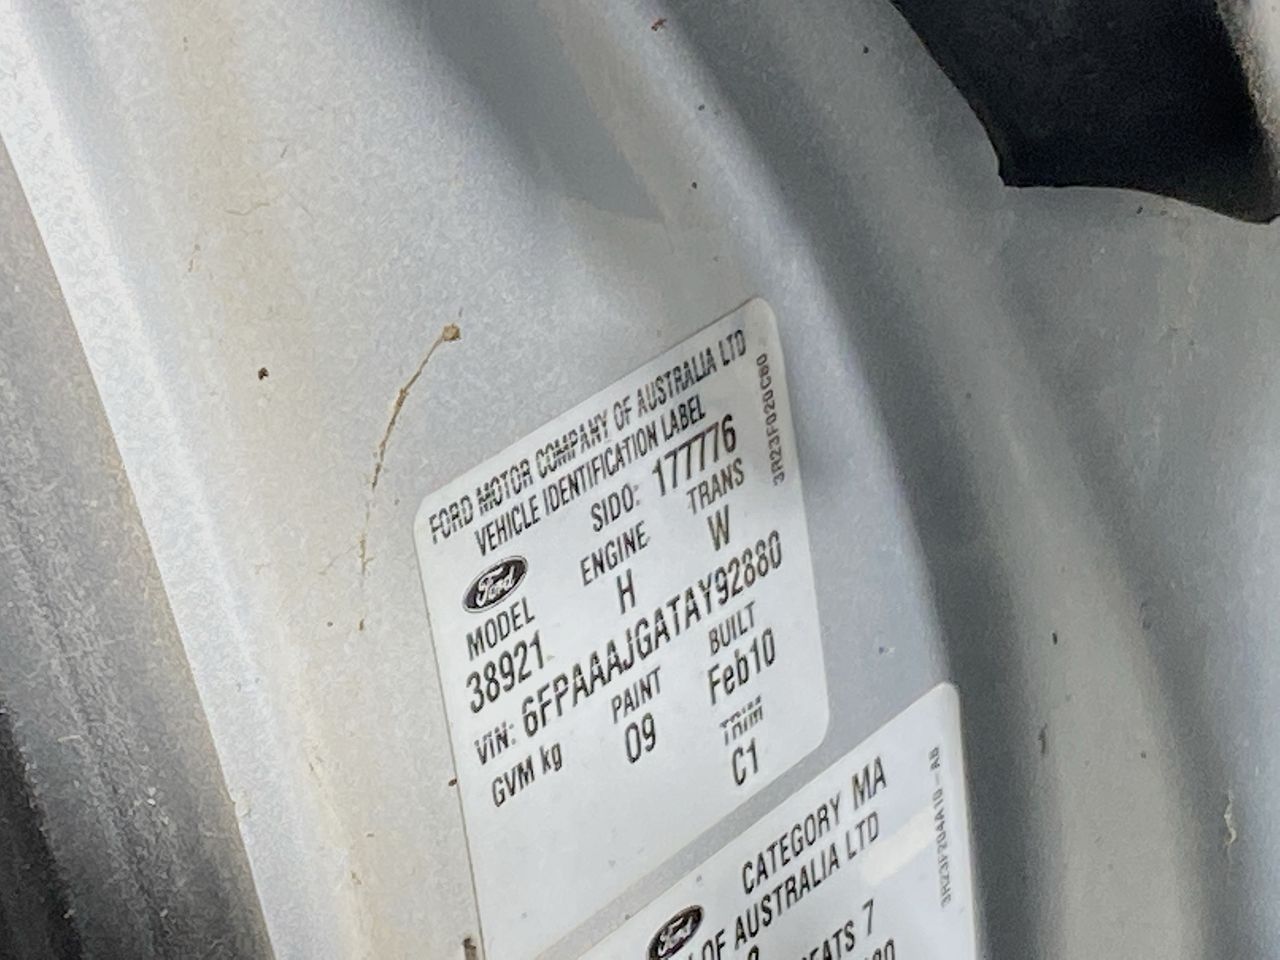 FORD MOTOR COMPANY OF AUSTRALIA LTD
VEHICLE IDENTIFICATION LABEL
3R23F020C80
Ford
SIDO: 177776
MODEL ENGINE TRANS
38921 H W
VIN: 6FPAAAJGATAY92880
GVM kg PAINT BUILT
09 Feb10
TRIM
C1
CATEGORY MA
OF AUSTRALIA LTD
3R23F204AA10-AB
Ford
SEATS 7